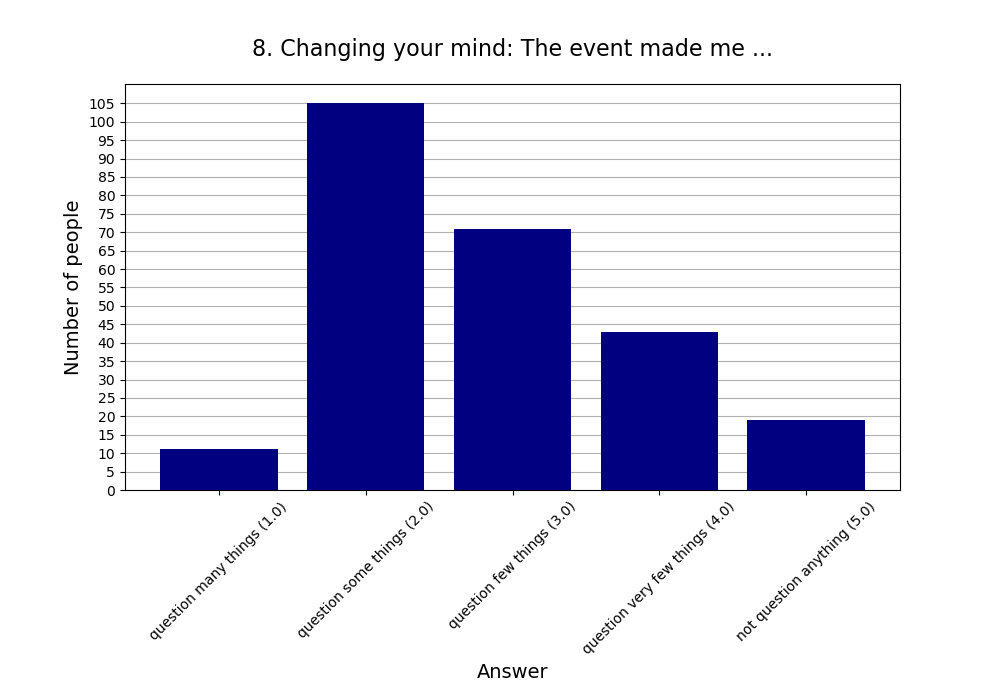 8. Changing your mind: The event made me ...
Number of people
105
100
95
90
85
80
75
70
65
60
55
50
45
40
35
30
25
20
15
10
5
0
question many things (1.0)
question some things (2.0)
question few things (3.0)
question very few things (4.0)
not question anything (5.0)
Answer